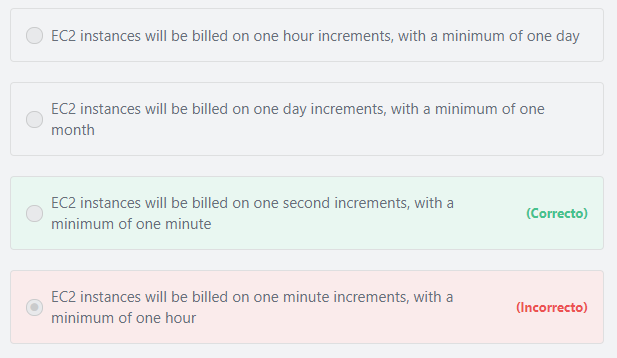 EC2 instances will be billed on one hour increments, with a minimum of one day
EC2 instances will be billed on one day increments, with a minimum of one
month
EC2 instances will be billed on one second increments, with a
minimum of one minute
(Correcto)
EC2 instances will be billed on one minute increments, with a
minimum of one hour
(Incorrecto)